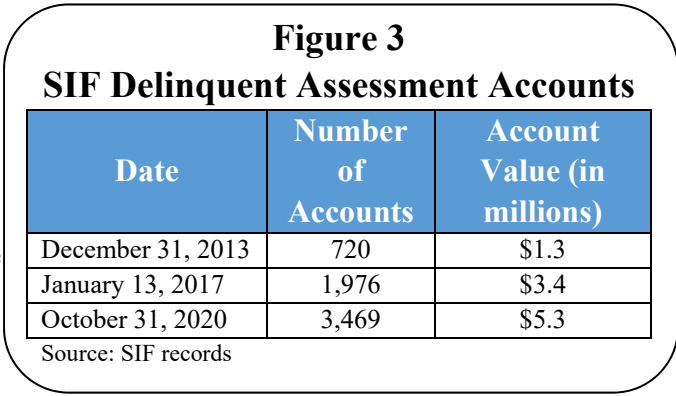 Figure 3
SIF Delinquent Assessment Accounts
Date
Number of Accounts
Account Value (in millions)
December 31, 2013 720 $1.3
January 13, 2017 1,976 $3.4
October 31, 2020 3,469 $5.3
Source: SIF records